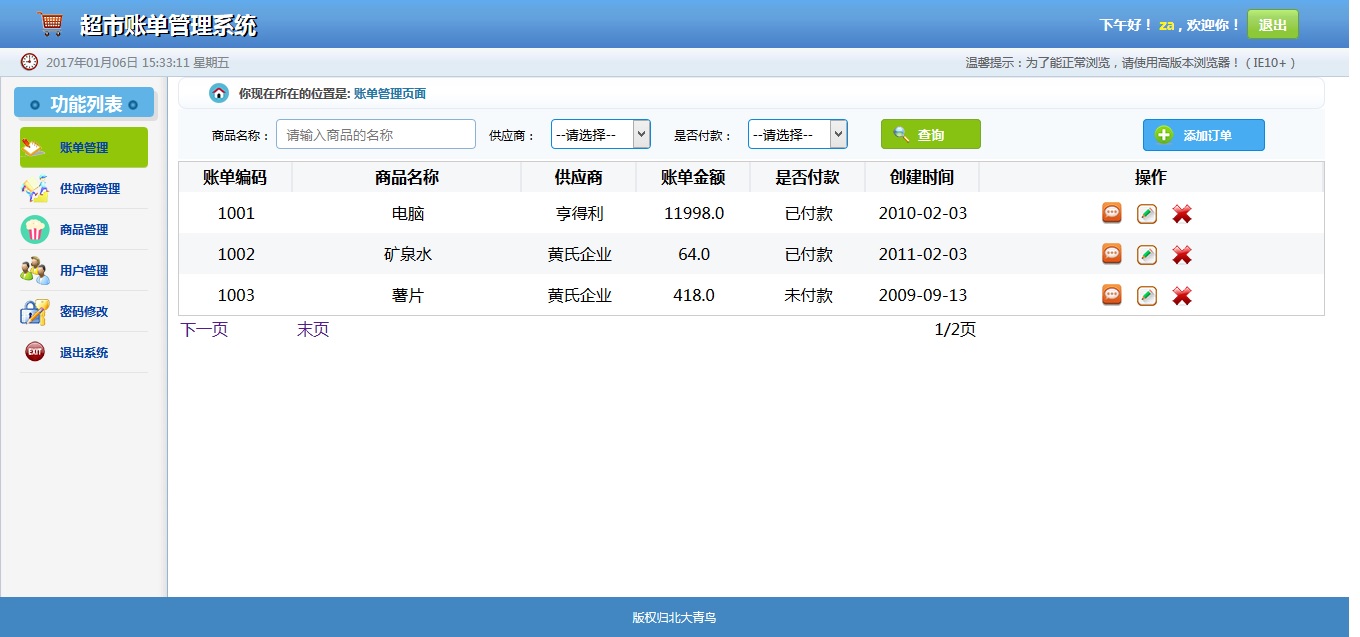 超市账单管理系统
下午好！ za , 欢迎你！ 退出
2017年01月06日 15:33:11 星期五
温馨提示：为了能正常浏览，请使用高版本浏览器！（IE10+）
功能列表
账单管理
供应商管理
商品管理
用户管理
密码修改
EXIT 退出系统
你现在所在的位置是: 账单管理页面
商品名称： 请输入商品的名称 供应商： --请选择-- 是否付款： --请选择-- 查询 添加订单
账单编码 商品名称 供应商 账单金额 是否付款 创建时间 操作
1001 电脑 亨得利 11998.0 已付款 2010-02-03
1002 矿泉水 黄氏企业 64.0 已付款 2011-02-03
1003 薯片 黄氏企业 418.0 未付款 2009-09-13
下一页 末页 1/2页
版权归北大青鸟